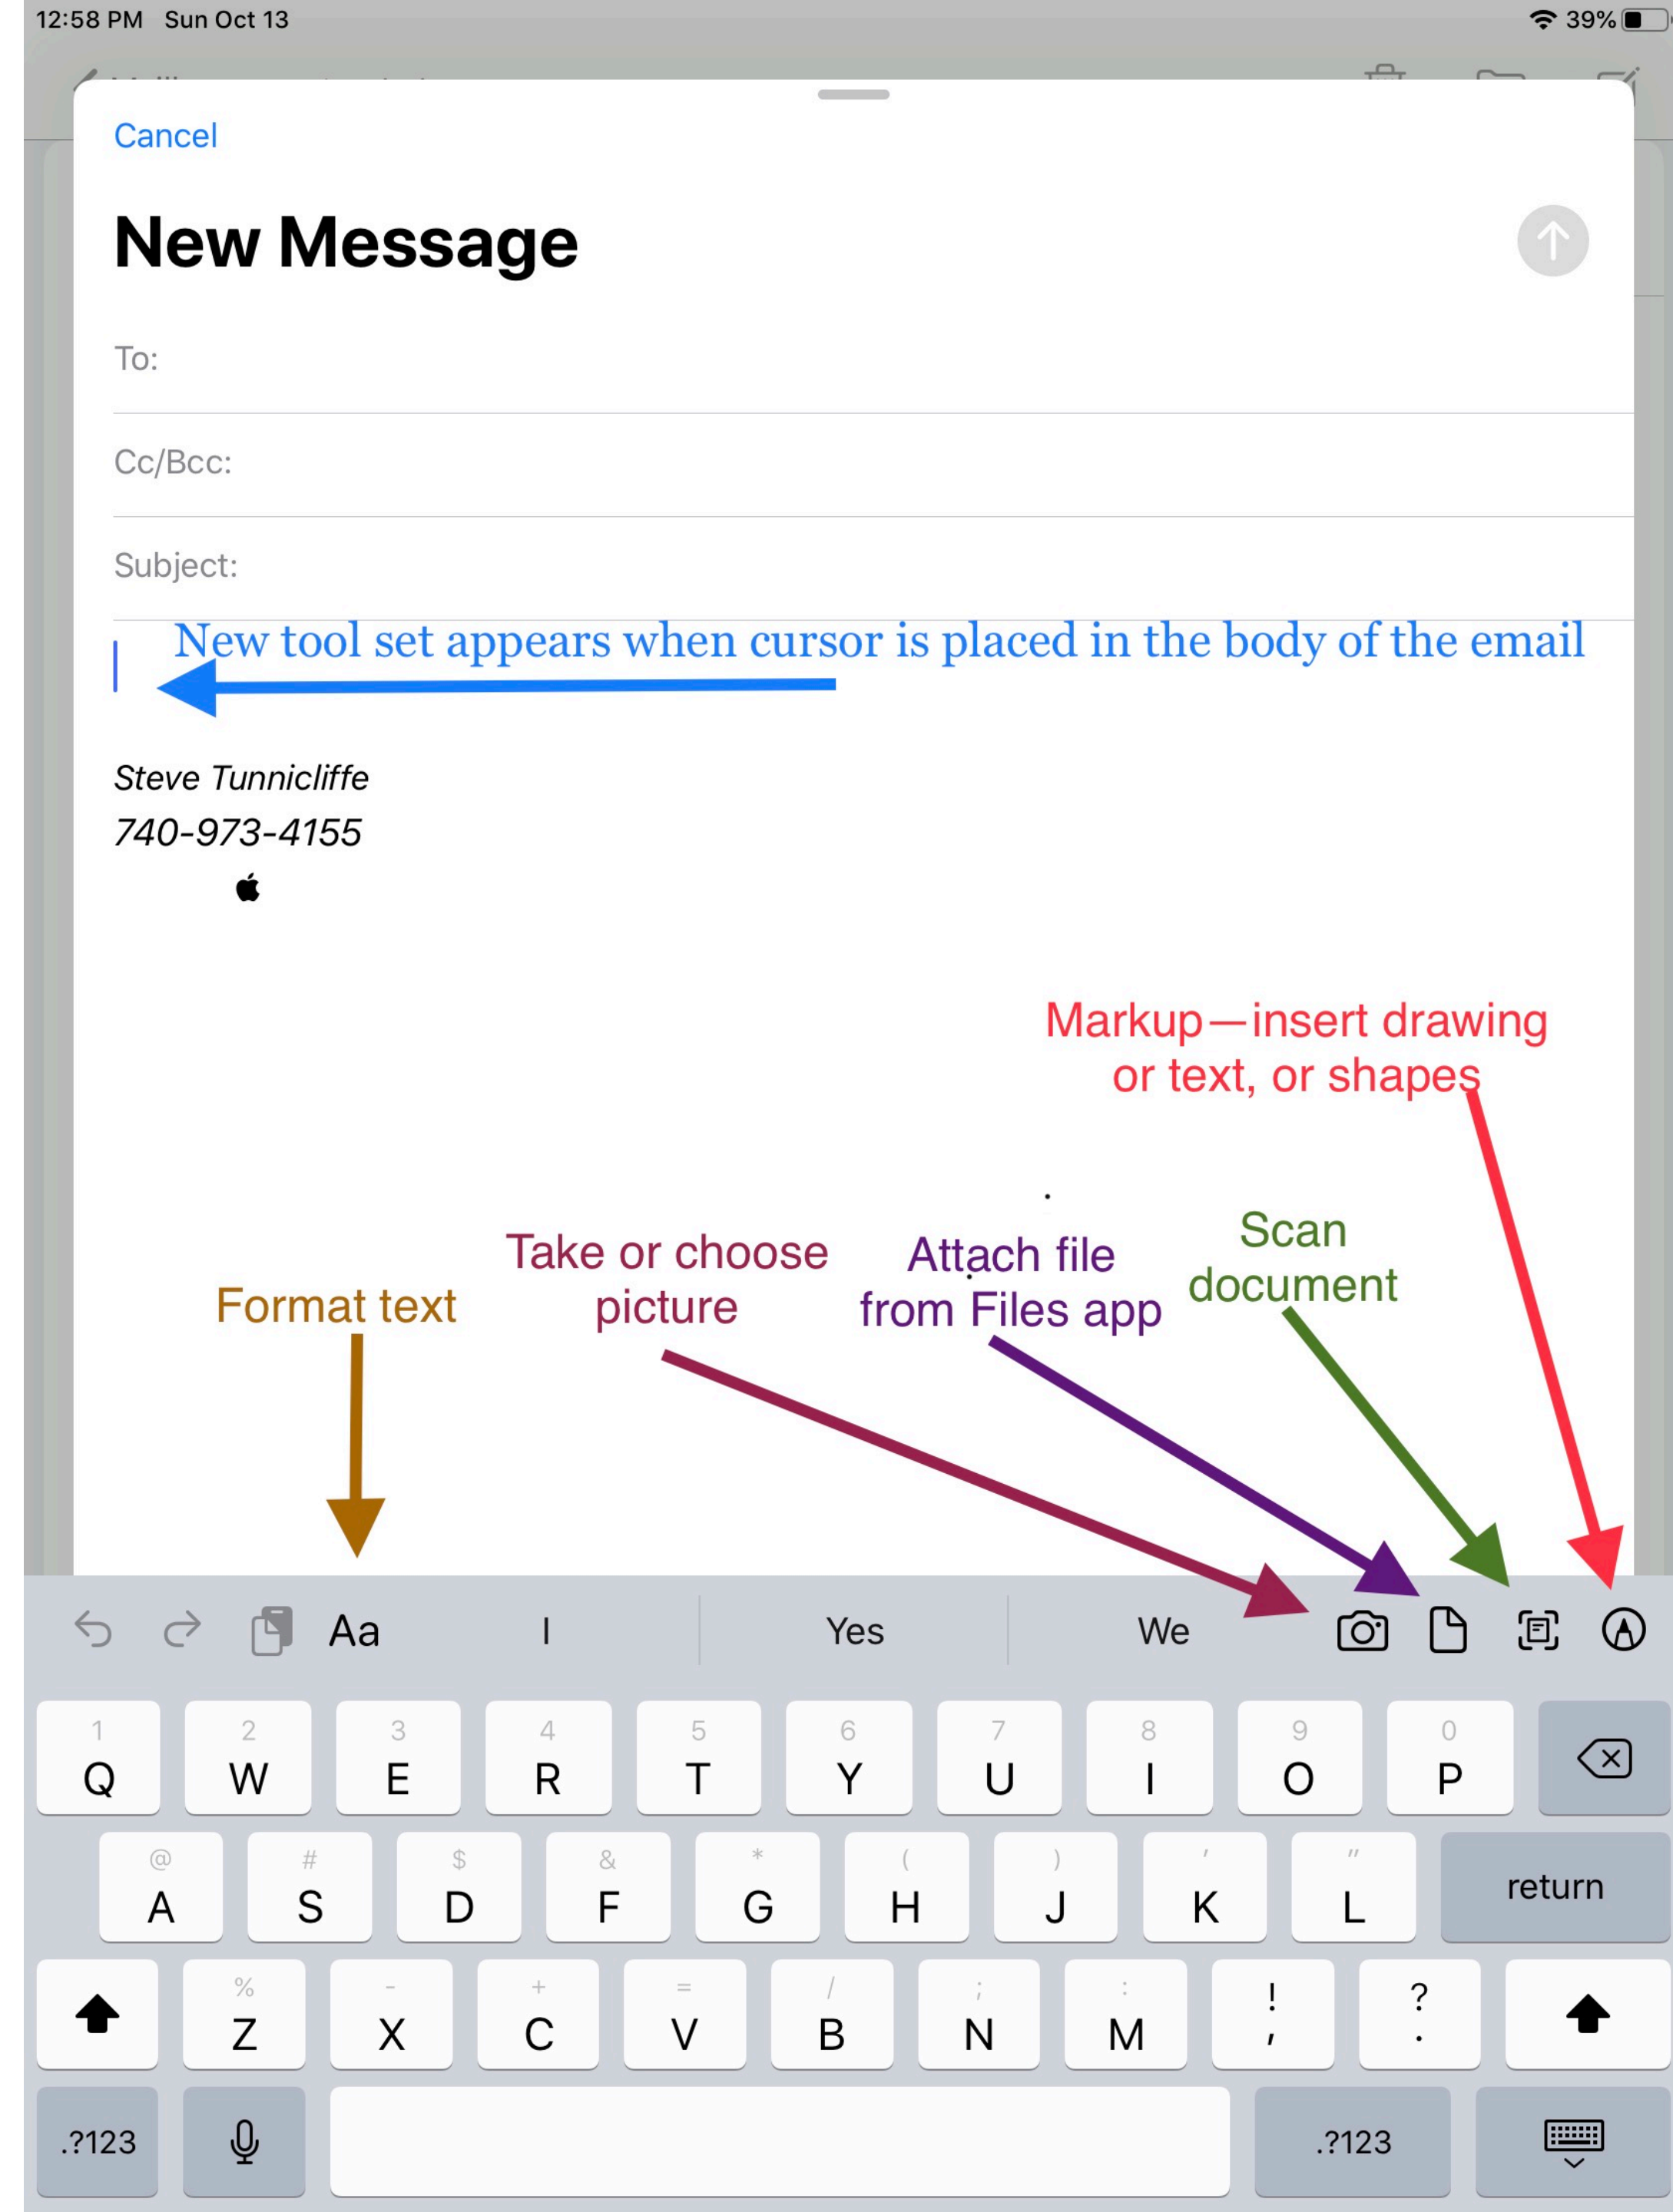 12:58 PM Sun Oct 13 39%
Cancel
New Message
To:
Cc/Bcc:
Subject:
New tool set appears when cursor is placed in the body of the email
Steve Tunnicliffe
740-973-4155
Markup—insert drawing
or text, or shapes
Scan
document
Take or choose
picture
Attach file
from Files app
Format text
Aa I Yes We
1 2 3 4 5 6 7 8 9 0
Q W E R T Y U I O P
@ # $ & * ( ) ' "
A S D F G H J K L return
% - + = / ; : ! ?
Z X C V B N M , .
.?123 .?123